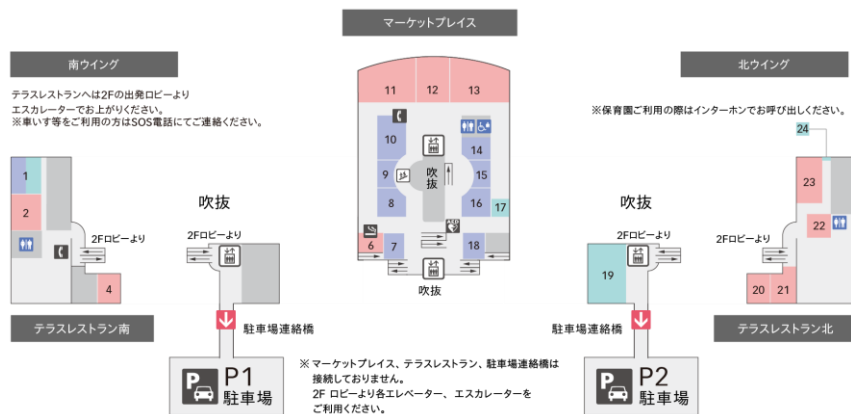 マーケットプレイス
南ウイング
北ウイング
テラスレストランへは2Fの出発ロビーより
エスカレーターでお上がりください。
※車いす等をご利用の方はSOS電話にてご連絡ください。
※保育園ご利用の際はインターホンでお呼び出しください。
11
12
13
10
14
9
吹抜
15
8
16
17
6
7
AED
18
吹抜
1
2
2Fロビーより
4
テラスレストラン南
吹抜
2Fロビーより
駐車場連絡橋
P
P1
駐車場
※ マーケットプレイス、テラスレストラン、駐車場連絡橋は
接続しておりません。
2F ロビーより各エレベーター、エスカレーターを
ご利用ください。
吹抜
2Fロビーより
19
駐車場連絡橋
P
P2
駐車場
24
23
22
2Fロビーより
20
21
テラスレストラン北